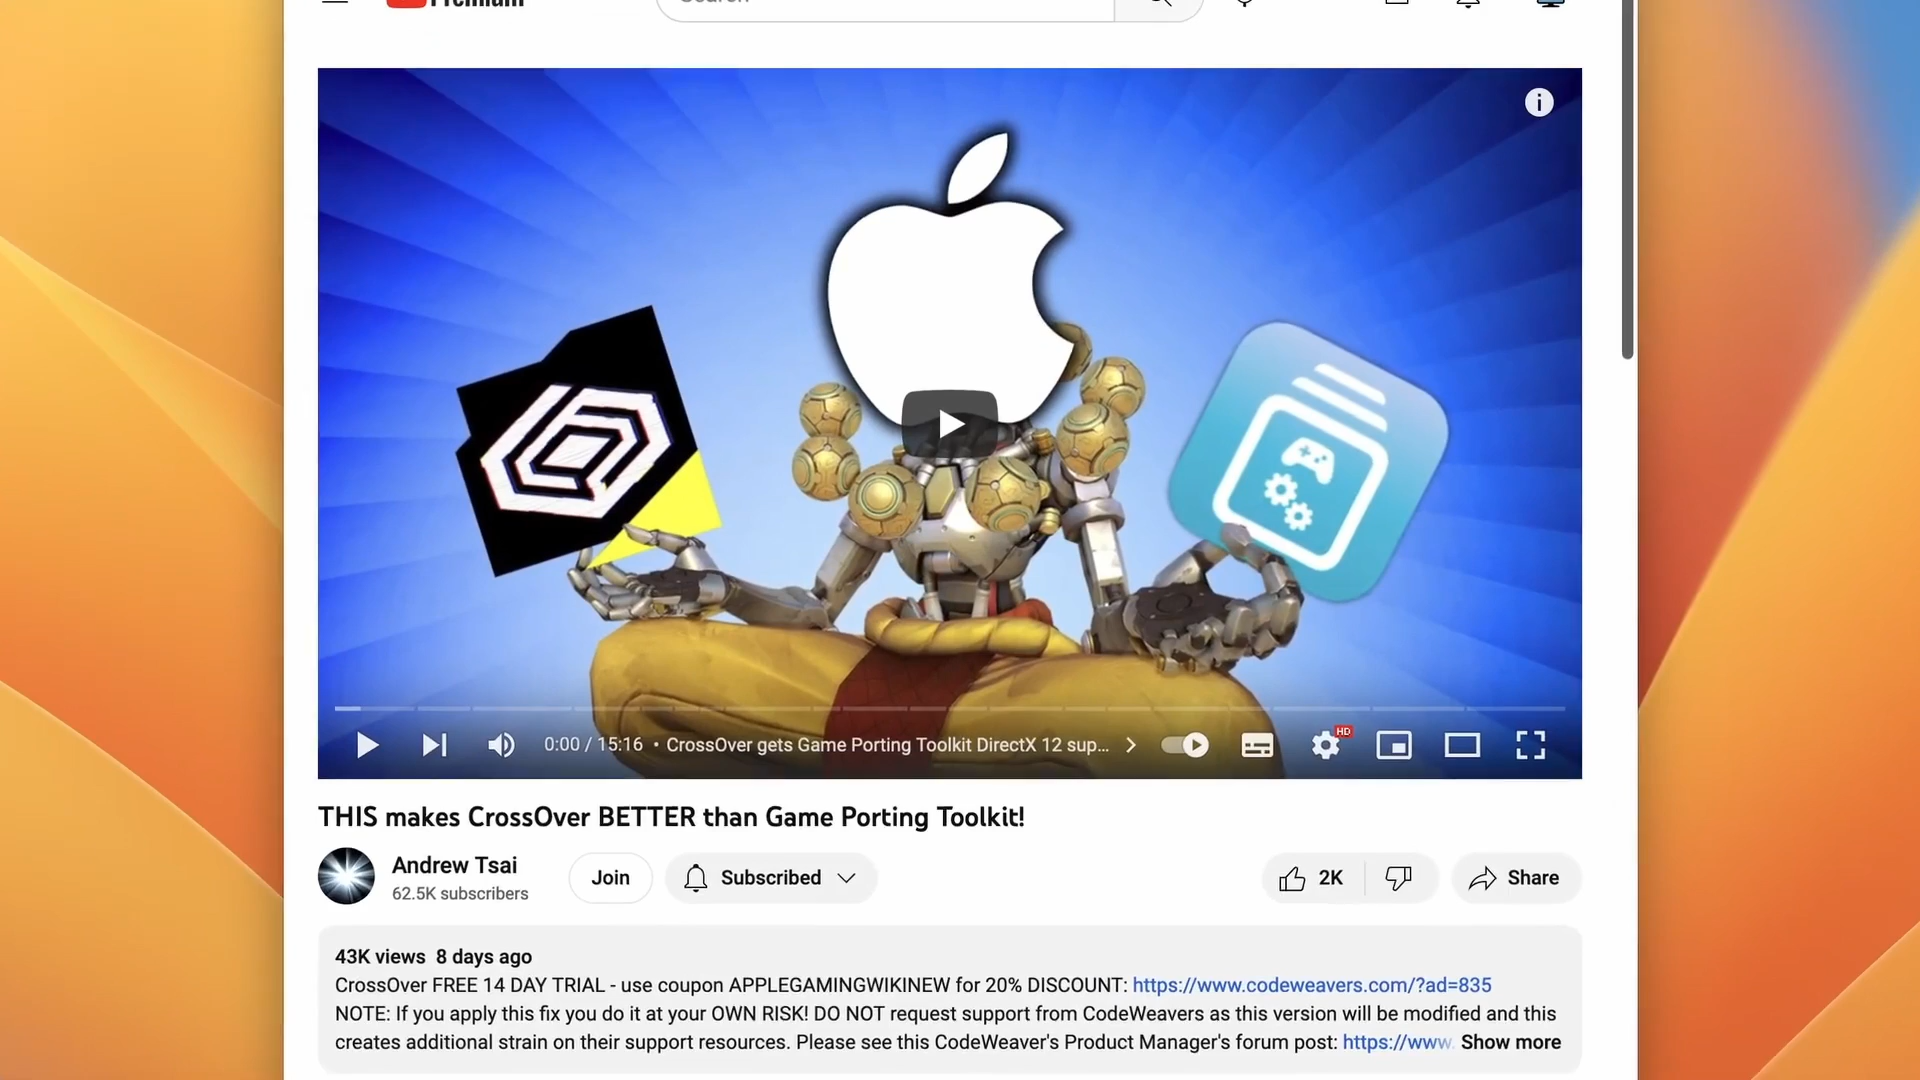 Premium
Search
HD
0:00 / 15:16 • CrossOver gets Game Porting Toolkit DirectX 12 sup...
THIS makes CrossOver BETTER than Game Porting Toolkit!
Andrew Tsai
62.5K subscribers
Join
Subscribed
2K
Share
43K views 8 days ago
CrossOver FREE 14 DAY TRIAL - use coupon APPLEGAMINGWIKINEW for 20% DISCOUNT: https://www.codeweavers.com/?ad=835
NOTE: If you apply this fix you do it at your OWN RISK! DO NOT request support from CodeWeavers as this version will be modified and this
creates additional strain on their support resources. Please see this CodeWeaver's Product Manager's forum post: https://www. Show more